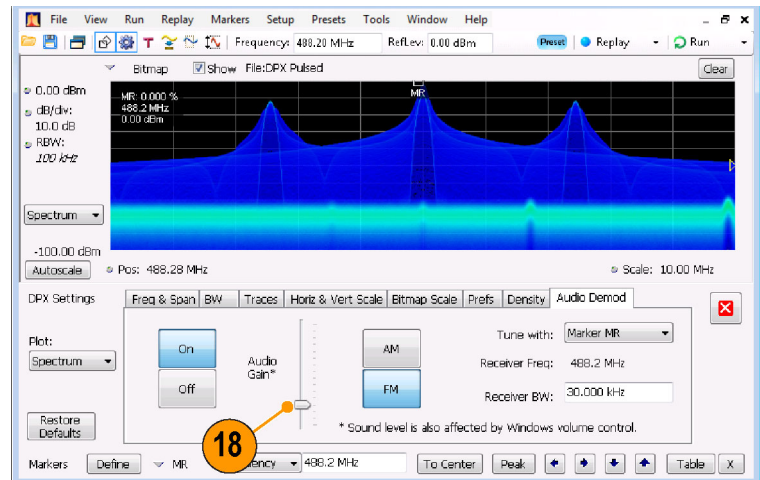 File View Run Replay Markers Setup Presets Tools Window Help
Frequency: 488.20 MHz RefLev: 0.00 dBm Preset Replay Run
Bitmap Show File:DPX Pulsed Clear
0.00 dBm
dB/div:
10.0 dB
RBW:
100 kHz
MR: 0.000 %
488.2 MHz
0.00 dBm
MR
Spectrum
-100.00 dBm
Autoscale Pos: 488.28 MHz Scale: 10.00 MHz
DPX Settings Freq & Span BW Traces Horiz & Vert Scale Bitmap Scale Prefs Density Audio Demod
Plot:
Spectrum
Restore
Defaults
On
Off
Audio
Gain*
AM
FM
Tune with: Marker MR
Receiver Freq: 488.2 MHz
Receiver BW: 30.000 kHz
* Sound level is also affected by Windows volume control.
18
Markers Define MR 488.2 MHz To Center Peak Table X